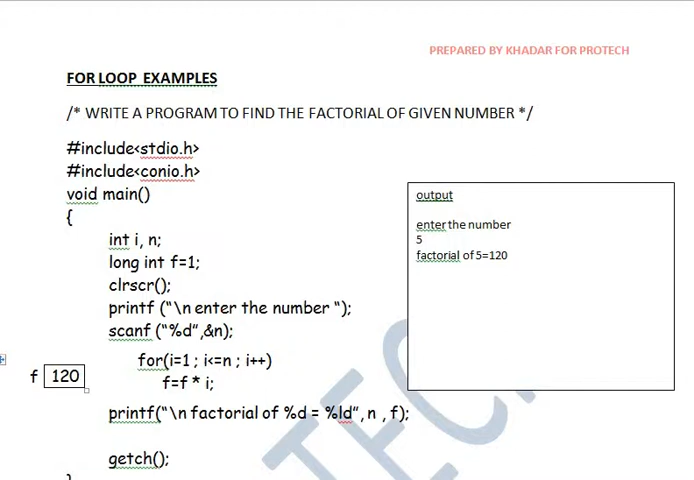 PREPARED BY KHADAR FOR PROTECH
FOR LOOP EXAMPLES
/* WRITE A PROGRAM TO FIND THE FACTORIAL OF GIVEN NUMBER */
#include<stdio.h>
#include<conio.h>
void main()
{
int i, n;
long int f=1;
clrscr();
printf ("\n enter the number ");
scanf ("%d",&n);
for(i=1 ; i<=n ; i++)
f=f * i;
f 120
printf("\n factorial of %d = %ld", n , f);
getch();
}
output
enter the number
5
factorial of 5=120
TEC